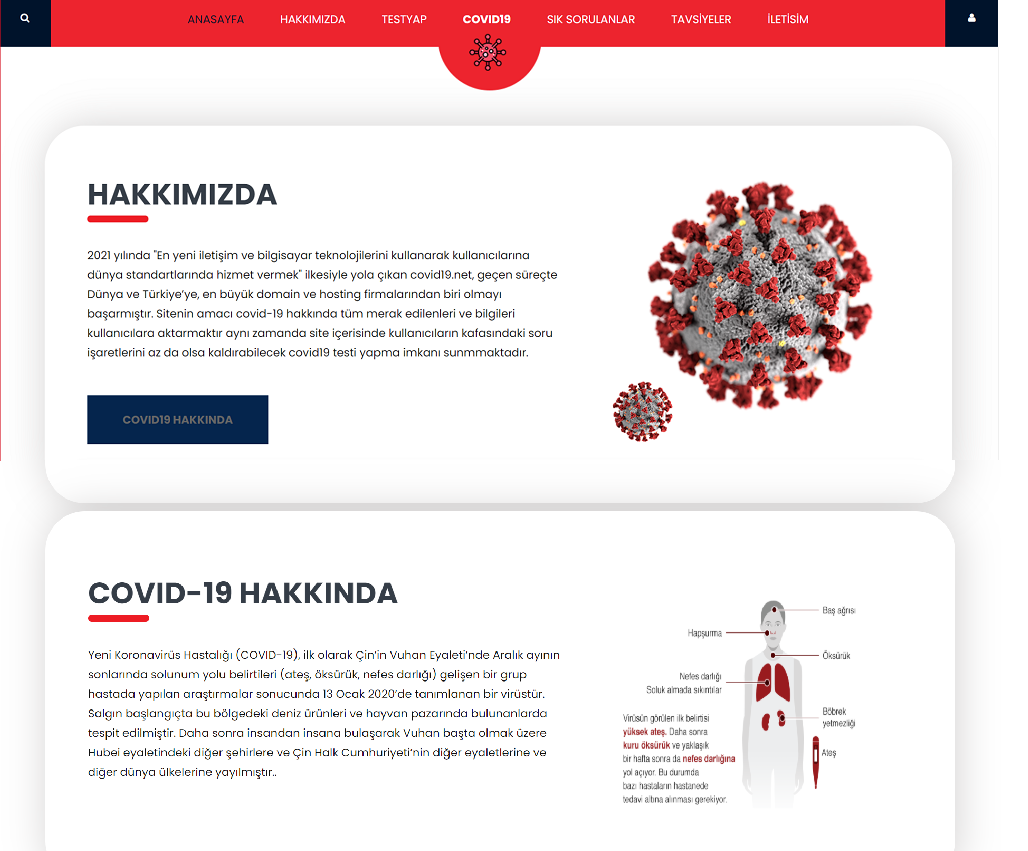 ANASAYFA HAKKIMIZDA TESTYAP COVID19 SIK SORULANLAR TAVSİYELER İLETİSİM
HAKKIMIZDA
2021 yılında "En yeni iletişim ve bilgisayar teknolojilerini kullanarak kullanıcılarına
dünya standartlarında hizmet vermek" ilkesiyle yola çıkan covid19.net, geçen süreçte
Dünya ve Türkiye'ye, en büyük domain ve hosting firmalarından biri olmayı
başarmıştır. Sitenin amacı covid-19 hakkında tüm merak edilenleri ve bilgileri
kullanıcılara aktarmaktır aynı zamanda site içerisinde kullanıcıların kafasındaki soru
işaretlerini az da olsa kaldırabilecek covid19 testi yapma imkanı sunmmaktadır.
COVID19 HAKKINDA
COVID-19 HAKKINDA
Yeni Koronavirüs Hastalığı (COVID-19), ilk olarak Çin'in Vuhan Eyaleti'nde Aralık ayının
sonlarında solunum yolu belirtileri (ateş, öksürük, nefes darlığı) gelişen bir grup
hastada yapılan araştırmalar sonucunda 13 Ocak 2020'de tanımlanan bir virüstür.
Salgın başlangıçta bu bölgedeki deniz ürünleri ve hayvan pazarında bulunanlarda
tespit edilmiştir. Daha sonra insandan insana bulaşarak Vuhan başta olmak üzere
Hubei eyaletindeki diğer şehirlere ve Çin Halk Cumhuriyeti'nin diğer eyaletlerine ve
diğer dünya ülkelerine yayılmıştır..
Baş ağrısı
Hapşurma
Öksürük
Nefes darlığı
Soluk almada sıkıntılar
Böbrek
yetmezliği
Ateş
Virüsün görülen ilk belirtisi
yüksek ateş. Daha sonra
kuru öksürük ve yaklaşık
bir hafta sonra da nefes darlığına
yol açıyor. Bu durumda
bazı hastaların hastanede
tedavi altına alınması gerekiyor.